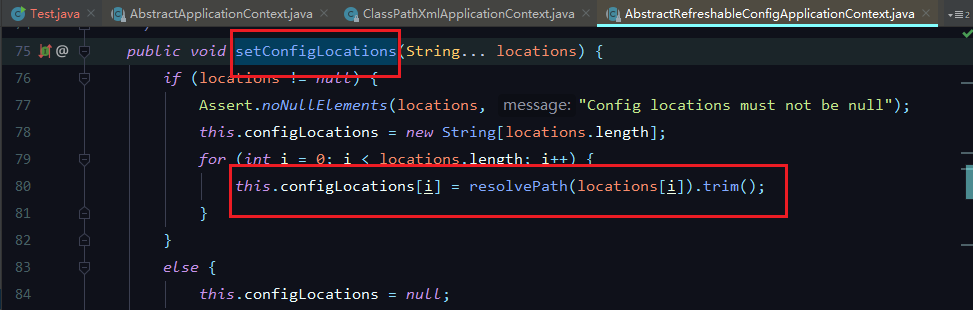 Test.java AbstractApplicationContext.java ClassPathXmlApplicationContext.java AbstractRefreshableConfigApplicationContext.java
75 @ public void setConfigLocations(String... locations) {
76 if (locations != null) {
77 Assert.noNullElements(locations, message: "Config locations must not be null");
78 this.configLocations = new String[locations.length];
79 for (int i = 0; i < locations.length; i++) {
80 this.configLocations[i] = resolvePath(locations[i]).trim();
81 }
82 }
83 else {
84 this.configLocations = null;